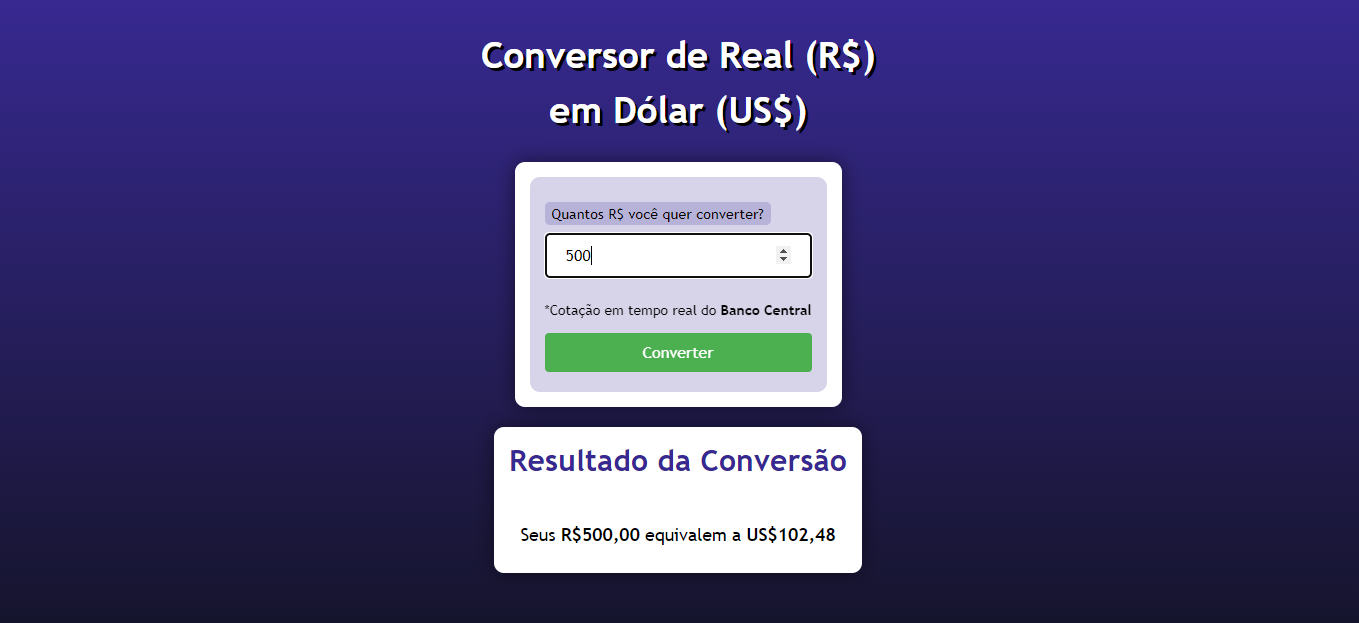 Conversor de Real (R$)
em Dólar (US$)
Quantos R$ você quer converter?
500
*Cotação em tempo real do Banco Central
Converter
Resultado da Conversão
Seus R$500,00 equivalem a US$102,48